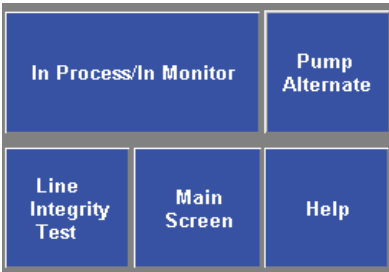 In Process/In Monitor
Pump
Alternate
Line
Integrity
Test
Main
Screen
Help